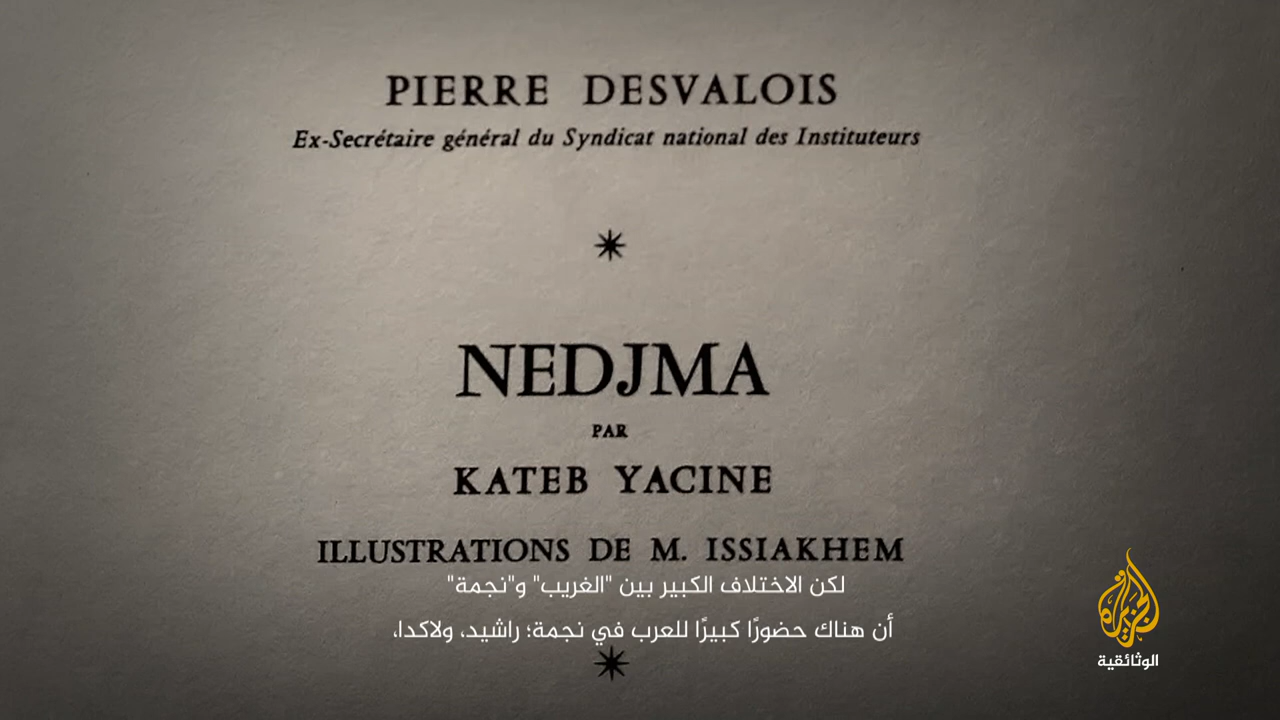 PIERRE DESVALOIS
Ex-Secrétaire général du Syndicat national des Instituteurs
NEDJMA
PAR
KATEB YACINE
ILLUSTRATIONS DE M. ISSIAKHEM
لكن الاختلاف الكبير بين "الغريب" و"نجمة"
أن هناك حضورًا كبيرًا للعرب في نجمة؛ راشيد، ولاكدا،
الجزيرة
الوثائقية